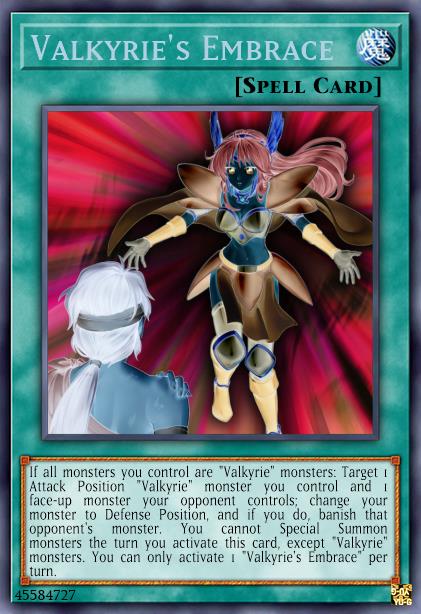 Valkyrie's Embrace
魔
[Spell Card]
If all monsters you control are "Valkyrie" monsters: Target 1
Attack Position "Valkyrie" monster you control and 1
face-up monster your opponent controls; change your
monster to Defense Position, and if you do, banish that
opponent's monster. You cannot Special Summon
monsters the turn you activate this card, except "Valkyrie"
monsters. You can only activate 1 "Valkyrie's Embrace" per
turn.
45584727